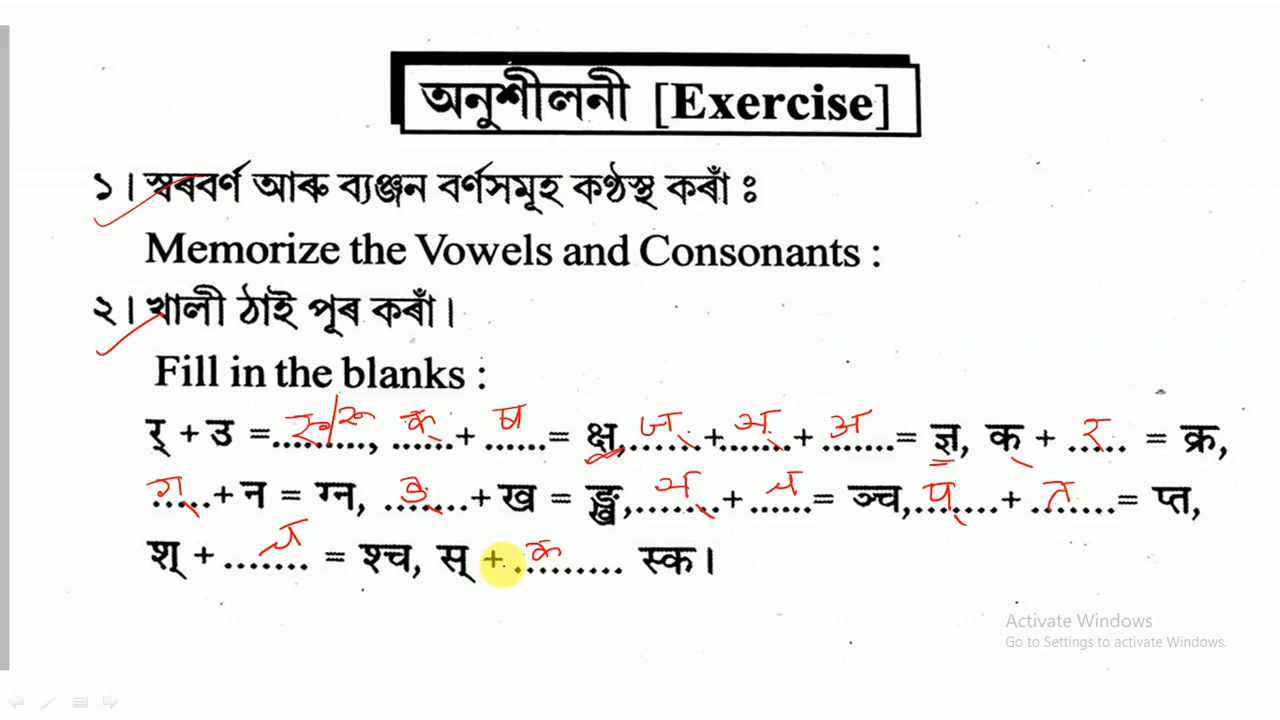 অনুশীলনী [Exercise]
১। স্বৰবৰ্ণ আৰু ব্যঞ্জন বৰ্ণসমূহ কণ্ঠস্থ কৰাঁ ঃ
Memorize the Vowels and Consonants :
২। খালী ঠাই পূৰ কৰাঁ।
Fill in the blanks :
र् + उ =..........., क् ......+ ष ......= क्ष, ज् .......+ ञ् .......+ अ .......= ज्ञ, क् + र ...... = क्र,
ग् .....+ न = ग्न, ङ् .......+ ख = ङ्ख, ञ् .......+ च ......= ञ्च, प् .......+ त ........= प्त,
श् + च ....... = श्च, स् + क ......... स्क।
Activate Windows
Go to Settings to activate Windows.